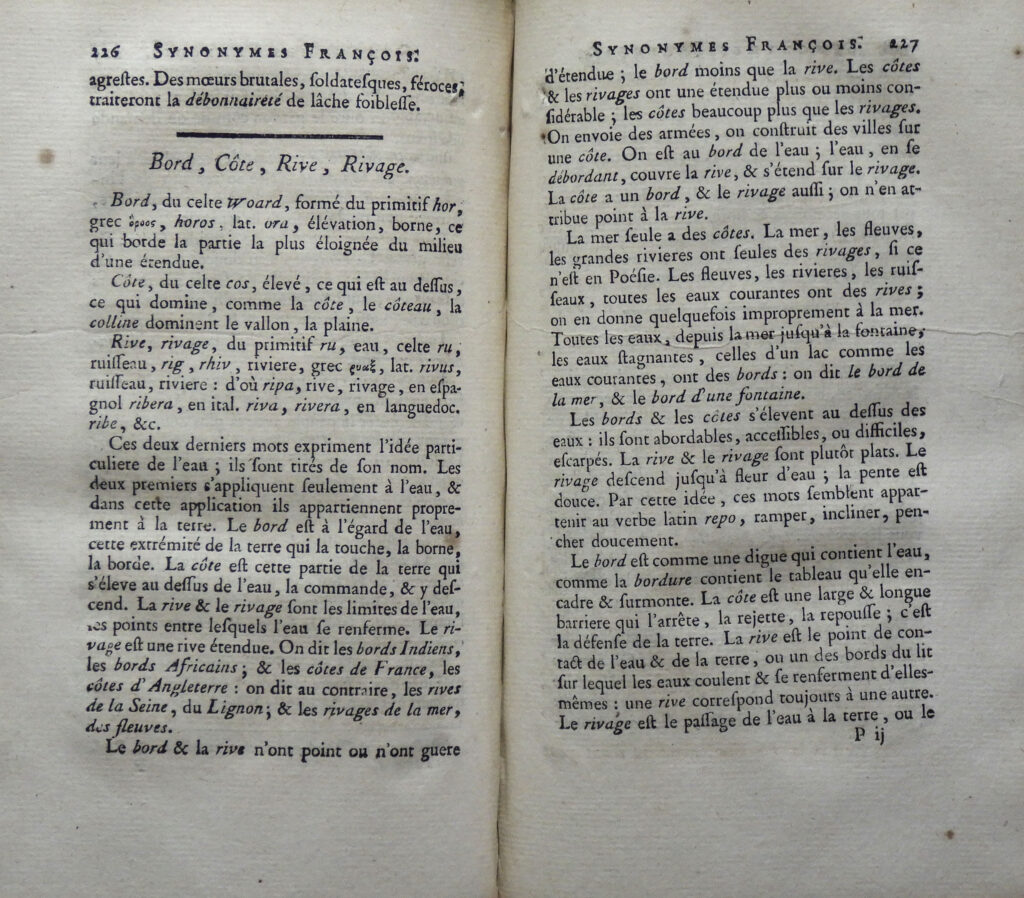 226 SYNONYMES FRANÇOIS.
agreſtes. Des mœurs brutales, ſoldateſques, féroces,
traiteront la débonnaireté de lâche foibleſſe.
Bord, Côte, Rive, Rivage.
Bord, du celte Woard, formé du primitif hor,
grec ὅρμος, horos, lat. ora, élévation, borne, ce
qui borde la partie la plus éloignée du milieu
d'une étendue.
Côte, du celte cos, élevé, ce qui eſt au deſſus,
ce qui domine, comme la côte, le côteau, la
colline dominent le vallon, la plaine.
Rive, rivage, du primitif ru, eau, celte ru,
ruiſſeau, rig, rhiv, riviere, grec ρυαξ, lat. rivus,
ruiſſeau, riviere : d'où ripa, rive, rivage, en eſpa-
gnol ribera, en ital. riva, rivera, en languedoc.
ribe, &c.
Ces deux derniers mots expriment l'idée parti-
culiere de l'eau ; ils ſont tirés de ſon nom. Les
deux premiers s'appliquent ſeulement à l'eau, &
dans cette application ils appartiennent propre-
ment à la terre. Le bord eſt à l'égard de l'eau,
cette extrémité de la terre qui la touche, la borne,
la borde. La côte eſt cette partie de la terre qui
s'éleve au deſſus de l'eau, la commande, & y deſ-
cend. La rive & le rivage ſont les limites de l'eau,
les points entre leſquels l'eau ſe renferme. Le ri-
vage eſt une rive étendue. On dit les bords Indiens,
les bords Africains ; & les côtes de France, les
côtes d'Angleterre : on dit au contraire, les rives
de la Seine, du Lignon ; & les rivages de la mer,
des fleuves.
Le bord & la rive n'ont point ou n'ont guere
SYNONYMES FRANÇOIS. 227
d'étendue ; le bord moins que la rive. Les côtes
& les rivages ont une étendue plus ou moins con-
ſidérable ; les côtes beaucoup plus que les rivages.
On envoie des armées, on conſtruit des villes ſur
une côte. On eſt au bord de l'eau ; l'eau, en ſe
débordant, couvre la rive, & s'étend ſur le rivage.
La côte a un bord, & le rivage auſſi ; on n'en at-
tribue point à la rive.
La mer ſeule a des côtes. La mer, les fleuves,
les grandes rivieres ont ſeules des rivages, ſi ce
n'eſt en Poéſie. Les fleuves, les rivieres, les ruiſ-
ſeaux, toutes les eaux courantes ont des rives ;
on en donne quelquefois improprement à la mer.
Toutes les eaux, depuis la mer juſqu'à la fontaine,
les eaux ſtagnantes, celles d'un lac comme les
eaux courantes, ont des bords : on dit le bord de
la mer, & le bord d'une fontaine.
Les bords & les côtes s'élevent au deſſus des
eaux : ils ſont abordables, acceſſibles, ou difficiles,
eſcarpés. La rive & le rivage ſont plutôt plats. Le
rivage deſcend juſqu'à fleur d'eau ; la pente eſt
douce. Par cette idée, ces mots ſemblent appar-
tenir au verbe latin repo, ramper, incliner, pen-
cher doucement.
Le bord eſt comme une digue qui contient l'eau,
comme la bordure contient le tableau qu'elle en-
cadre & ſurmonte. La côte eſt une large & longue
barriere qui l'arrête, la rejette, la repouſſe ; c'eſt
la défenſe de la terre. La rive eſt le point de con-
tact de l'eau & de la terre, ou un des bords du lit
ſur lequel les eaux coulent & ſe renferment d'elles-
mêmes : une rive correſpond toujours à une autre.
Le rivage eſt le paſſage de l'eau à la terre, ou le
P ij